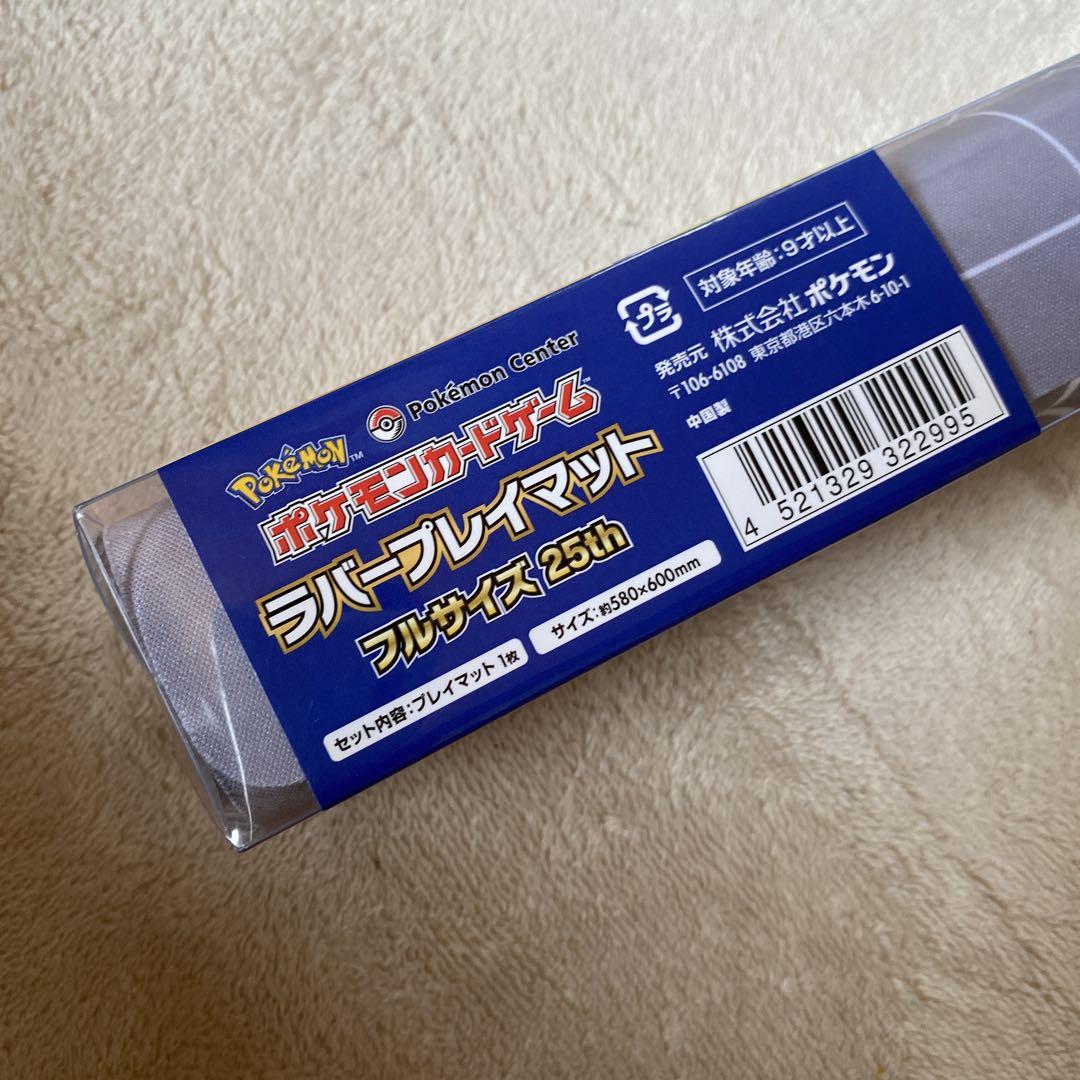 Pokémon Center
POKéMON™
ポケモンカードゲーム™
ラバープレイマット
フルサイズ 25th
セット内容:プレイマット 1枚
サイズ:約580×600mm
プラ
対象年齢:9才以上
発売元 株式会社 ポケモン
〒106-6108 東京都港区六本木6-10-1
中国製
4 521329 322995